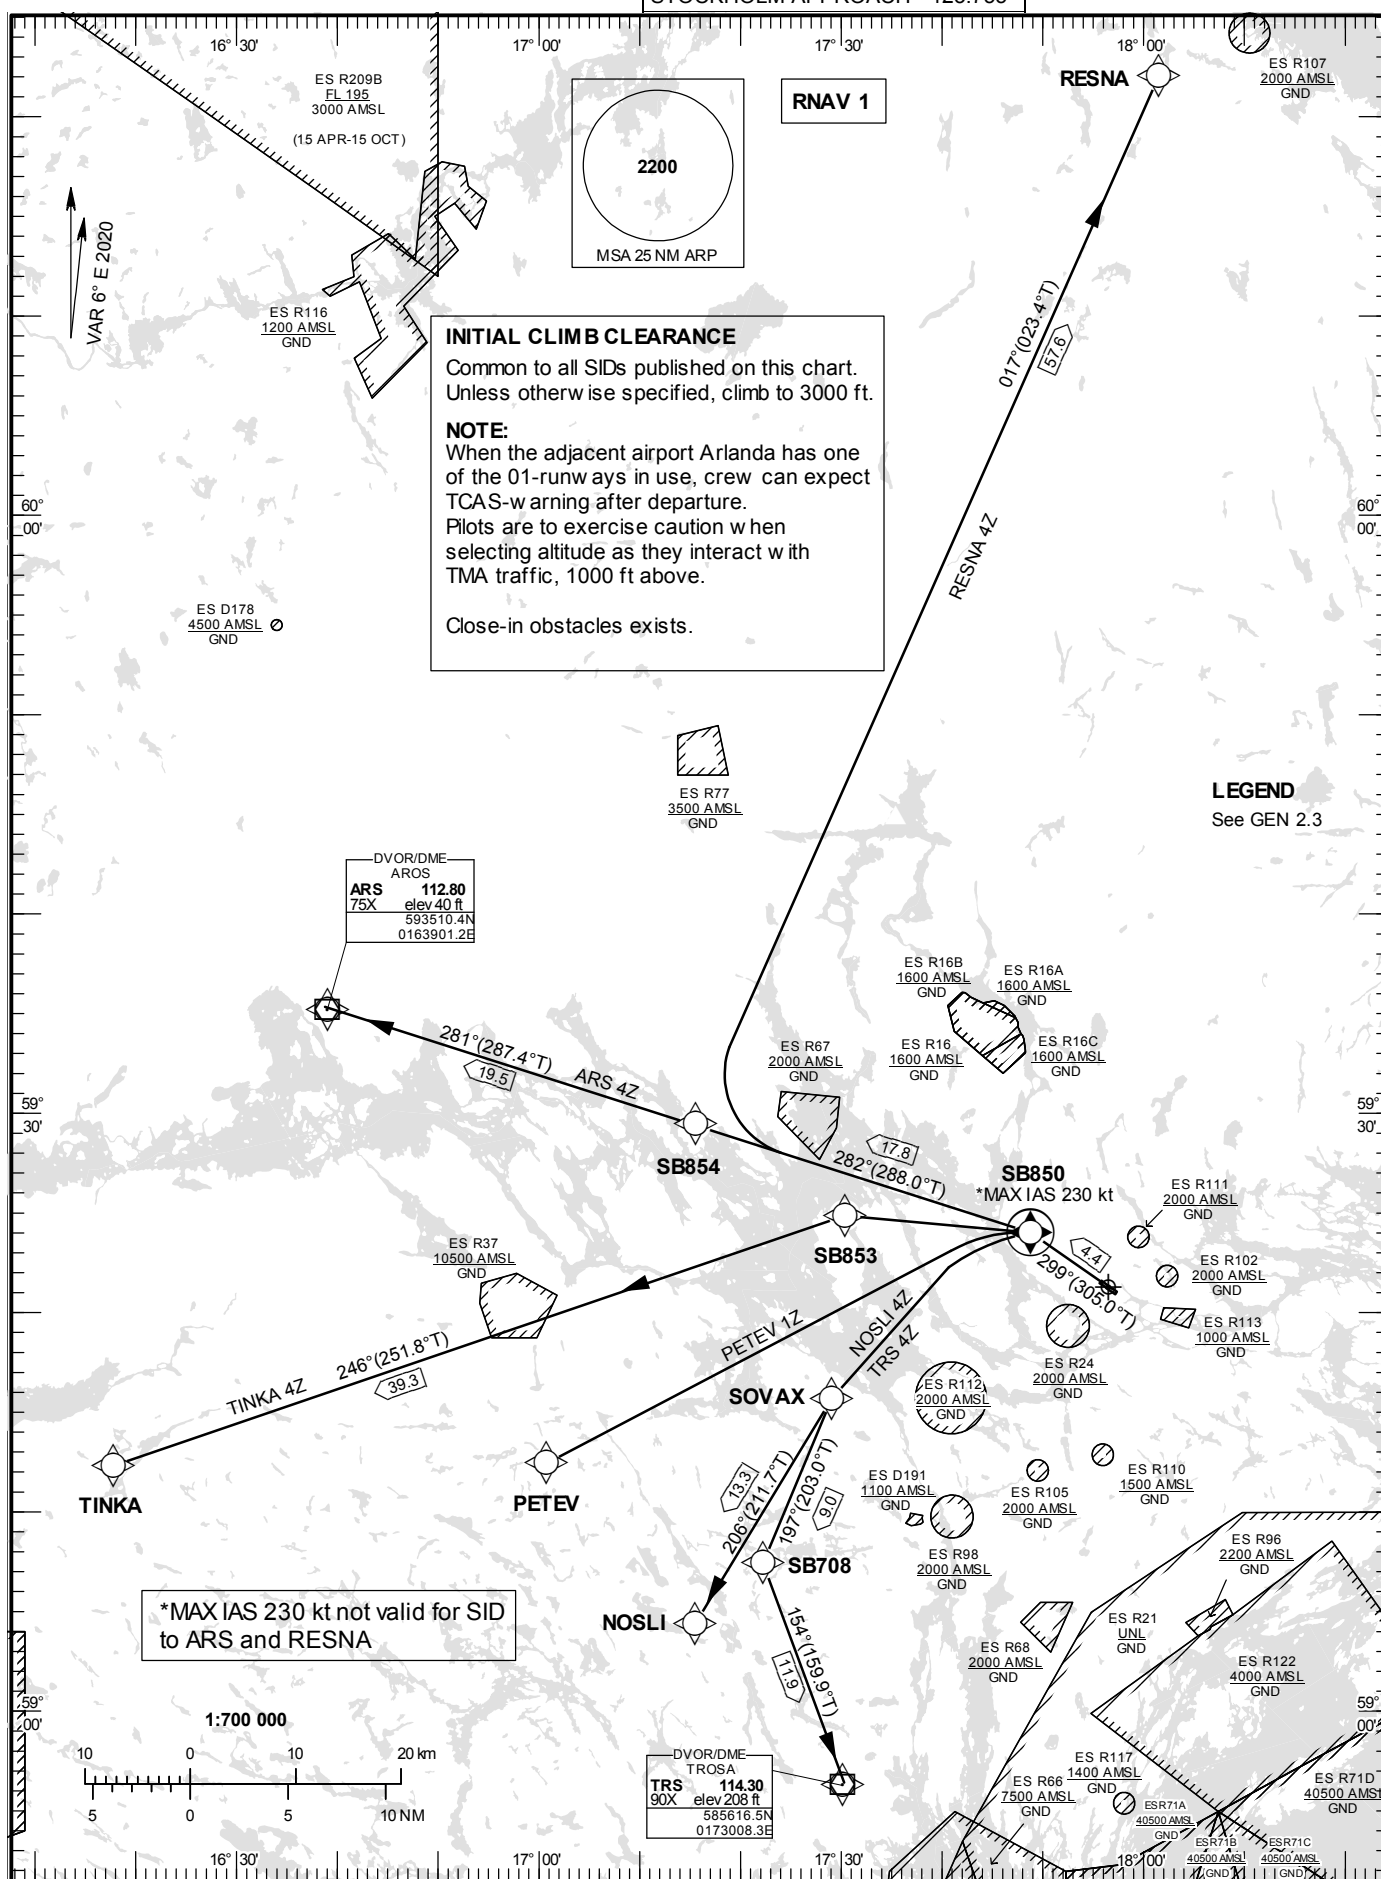 16° 30'
17° 00'
17° 30'
18° 00'
ES R209B
FL 195
3000 AMSL
(15 APR-15 OCT)
2200
MSA 25 NM ARP
RNAV 1
RESNA
ES R107
2000 AMSL
GND
VAR 6° E 2020
ES R116
1200 AMSL
GND
INITIAL CLIMB CLEARANCE
Common to all SIDs published on this chart.
Unless otherwise specified, climb to 3000 ft.
NOTE:
When the adjacent airport Arlanda has one
of the 01-runways in use, crew can expect
TCAS-warning after departure.
Pilots are to exercise caution when
selecting altitude as they interact with
TMA traffic, 1000 ft above.
Close-in obstacles exists.
017°(023.4°T)
57.6
RESNA 4Z
60°
00'
60°
00'
ES D178
4500 AMSL
GND
ES R77
3500 AMSL
GND
LEGEND
See GEN 2.3
DVOR/DME
AROS
ARS 112.80
75X elev 40 ft
593510.4N
0163901.2E
ES R16B
1600 AMSL
GND
ES R16A
1600 AMSL
GND
ES R16
1600 AMSL
GND
ES R16C
1600 AMSL
GND
ES R67
2000 AMSL
GND
281°(287.4°T)
19.5
ARS 4Z
59°
30'
59°
30'
SB854
17.8
282°(288.0°T)
SB850
*MAX IAS 230 kt
ES R111
2000 AMSL
GND
SB853
4.4
299°(305.0°T)
ES R102
2000 AMSL
GND
ES R37
10500 AMSL
GND
ES R113
1000 AMSL
GND
PETEV 1Z
NOSLI 4Z
TRS 4Z
ES R24
2000 AMSL
GND
246°(251.8°T)
39.3
TINKA 4Z
SOVAX
ES R112
2000 AMSL
GND
TINKA
PETEV
13.3
206°(211.7°T)
197°(203.0°T)
9.0
ES D191
1100 AMSL
GND
ES R105
2000 AMSL
GND
ES R110
1500 AMSL
GND
SB708
ES R98
2000 AMSL
GND
ES R96
2200 AMSL
GND
*MAX IAS 230 kt not valid for SID
to ARS and RESNA
NOSLI
154°(159.9°T)
11.9
ES R68
2000 AMSL
GND
ES R21
UNL
GND
ES R122
4000 AMSL
GND
59°
00'
59°
00'
1:700 000
10 0 10 20 km
5 0 5 10 NM
DVOR/DME
TROSA
TRS 114.30
90X elev 208 ft
585616.5N
0173008.3E
ES R66
7500 AMSL
GND
ES R117
1400 AMSL
GND
ES R71D
40500 AMSL
GND
ESR71A
40500 AMSL
GND
ESR71B
40500 AMSL
GND
ESR71C
40500 AMSL
GND
16° 30'
17° 00'
17° 30'
18° 00'